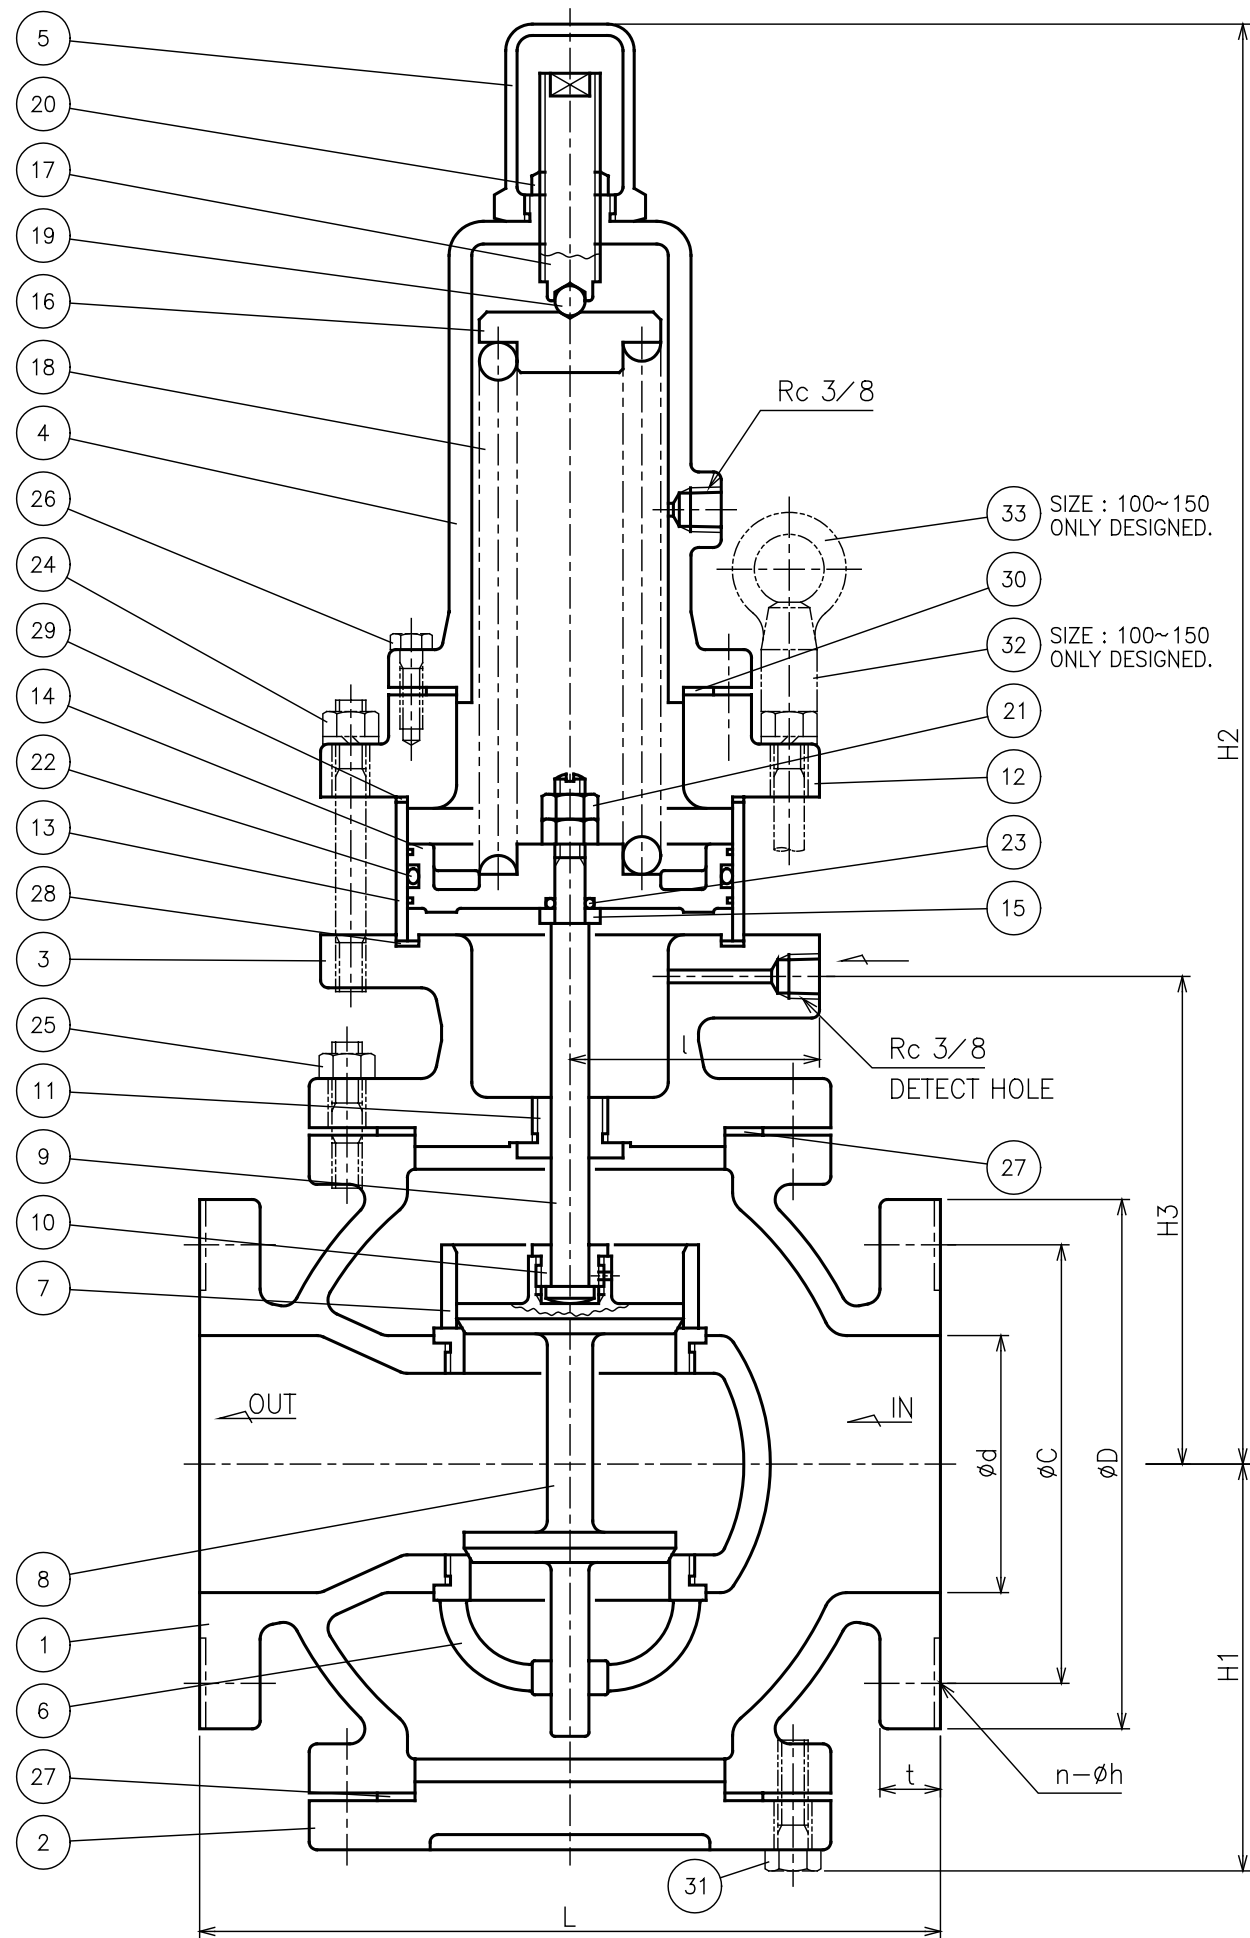 5
20
17
19
16
18
4
26
24
29
14
22
13
28
3
25
11
9
10
7
8
1
6
27
2
Rc 3/8
33 SIZE : 100~150
ONLY DESIGNED.
30
32 SIZE : 100~150
ONLY DESIGNED.
21
12
23
15
l
Rc 3/8
DETECT HOLE
27
OUT
IN
ød
øC
øD
H3
H2
H1
t
n-øh
31
L